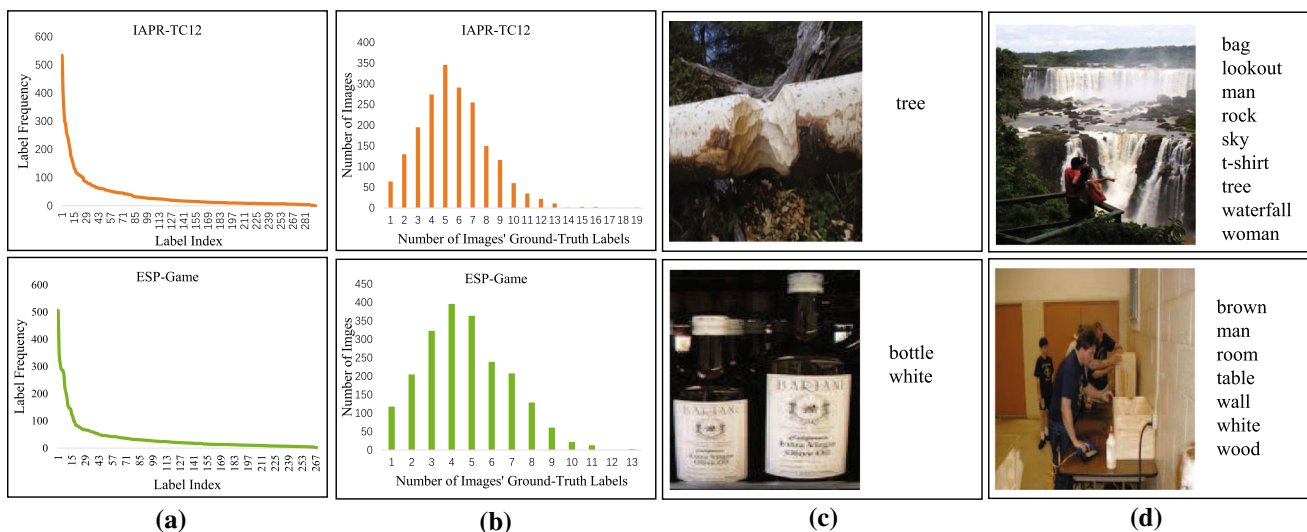 IAPR-TC12
Label Frequency
600
500
400
300
200
100
0
1 15 29 43 57 71 85 99 113 127 141 155 169 183 197 211 225 239 253 267 281
Label Index
IAPR-TC12
Number of Images
400
350
300
250
200
150
100
50
0
1 2 3 4 5 6 7 8 9 10 11 12 13 14 15 16 17 18 19
Number of Images' Ground-Truth Labels
tree
bag
lookout
man
rock
sky
t-shirt
tree
waterfall
woman
ESP-Game
Label Frequency
600
500
400
300
200
100
0
1 15 29 43 57 71 85 99 113 127 141 155 169 183 197 211 225 239 253 267
Label Index
ESP-Game
Number of Images
450
400
350
300
250
200
150
100
50
0
1 2 3 4 5 6 7 8 9 10 11 12 13
Number of Images' Ground-Truth Labels
Extra Virgin
Olive Oil
Extra Virgin
Olive Oil
bottle
white
brown
man
room
table
wall
white
wood
(a) (b) (c) (d)